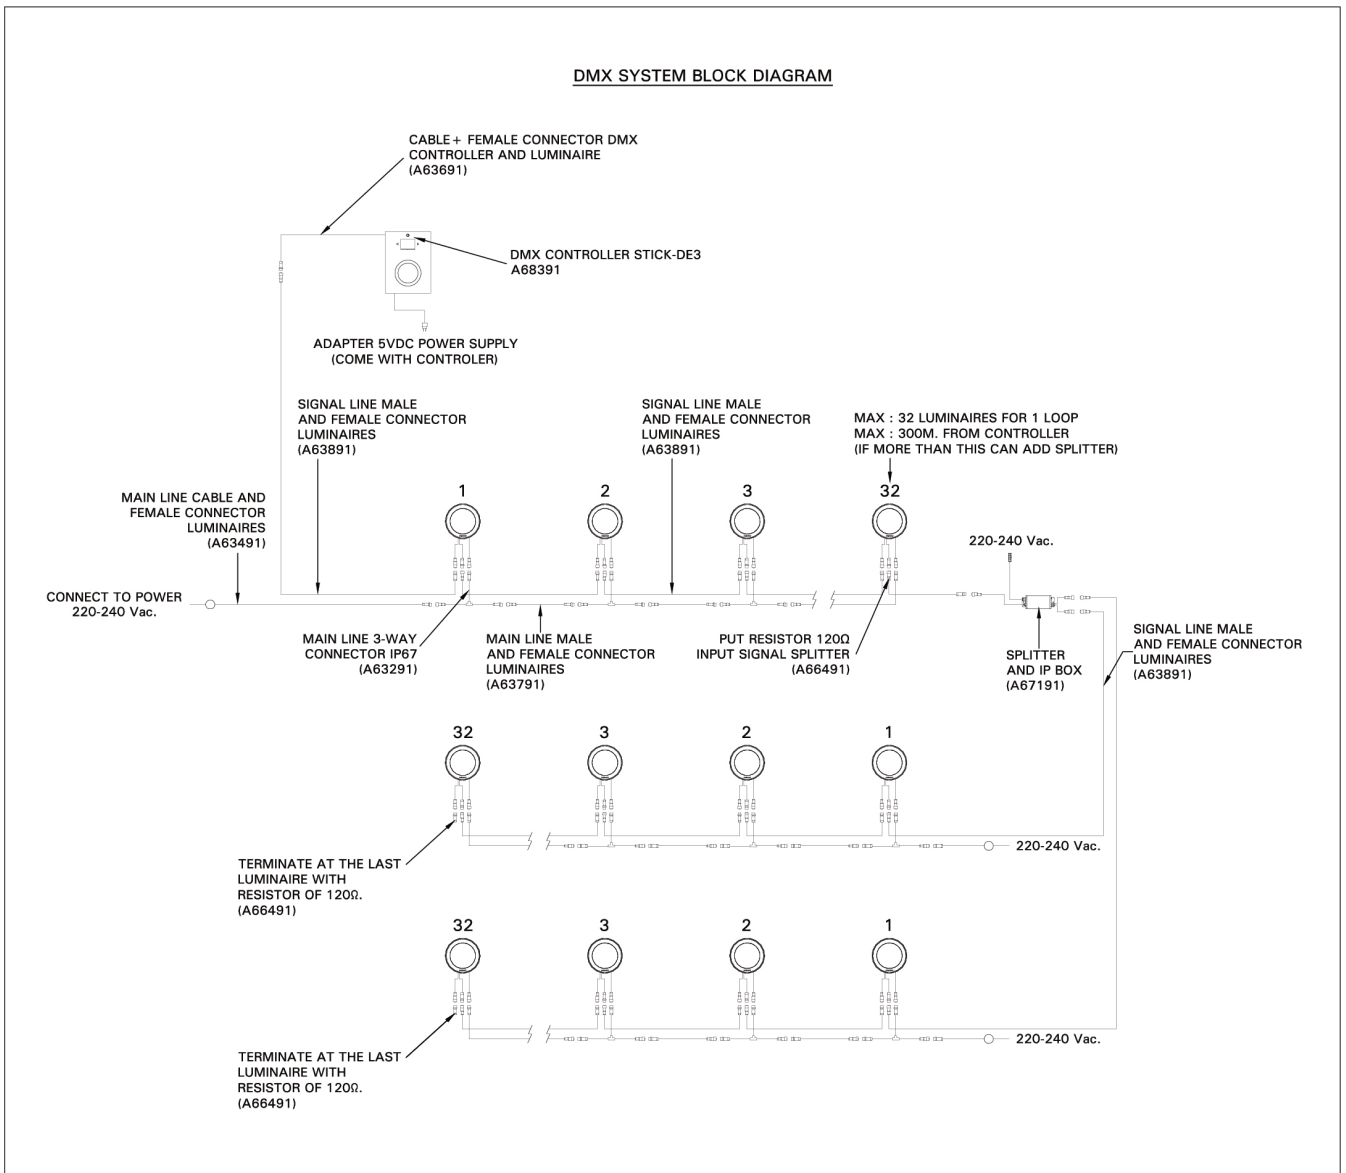 DMX SYSTEM BLOCK DIAGRAM
CABLE+ FEMALE CONNECTOR DMX
CONTROLLER AND LUMINAIRE
(A63691)
DMX CONTROLLER STICK-DE3
A68391
ADAPTER 5VDC POWER SUPPLY
(COME WITH CONTROLER)
SIGNAL LINE MALE
AND FEMALE CONNECTOR
LUMINAIRES
(A63891)
SIGNAL LINE MALE
AND FEMALE CONNECTOR
LUMINAIRES
(A63891)
MAX : 32 LUMINAIRES FOR 1 LOOP
MAX : 300M. FROM CONTROLLER
(IF MORE THAN THIS CAN ADD SPLITTER)
MAIN LINE CABLE AND
FEMALE CONNECTOR
LUMINAIRES
(A63491)
1
2
3
32
220-240 Vac.
CONNECT TO POWER
220-240 Vac.
MAIN LINE 3-WAY
CONNECTOR IP67
(A63291)
MAIN LINE MALE
AND FEMALE CONNECTOR
LUMINAIRES
(A63791)
PUT RESISTOR 120Ω
INPUT SIGNAL SPLITTER
(A66491)
SPLITTER
AND IP BOX
(A67191)
SIGNAL LINE MALE
AND FEMALE CONNECTOR
LUMINAIRES
(A63891)
32
3
2
1
220-240 Vac.
TERMINATE AT THE LAST
LUMINAIRE WITH
RESISTOR OF 120Ω.
(A66491)
32
3
2
1
220-240 Vac.
TERMINATE AT THE LAST
LUMINAIRE WITH
RESISTOR OF 120Ω.
(A66491)